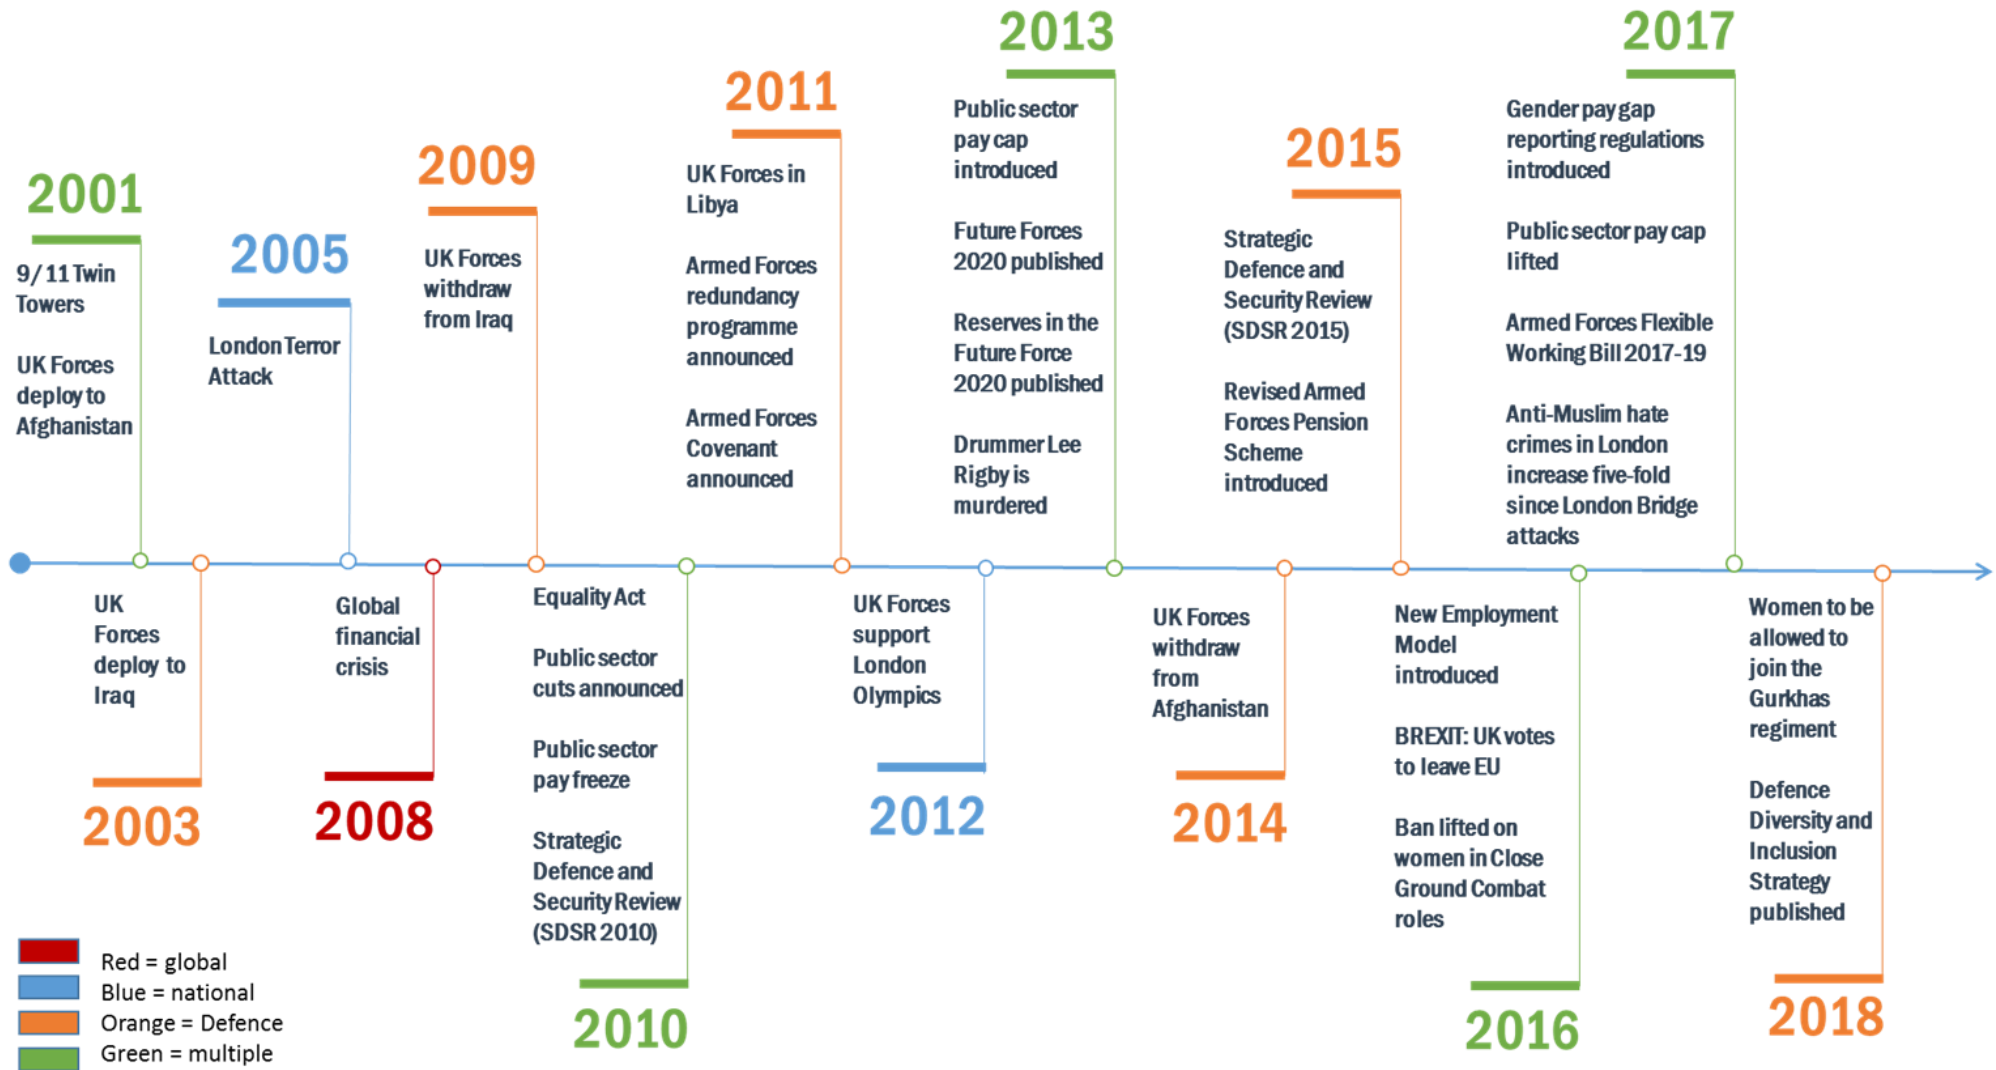 2001
9/11 Twin
Towers
UK Forces
deploy to
Afghanistan
UK
Forces
deploy to
Iraq
2003
2005
London Terror
Attack
Global
financial
crisis
2008
2009
UK Forces
withdraw
from Iraq
Equality Act
Public sector
cuts announced
Public sector
pay freeze
Strategic
Defence and
Security Review
(SDSR 2010)
2010
2011
UK Forces in
Libya
Armed Forces
redundancy
programme
announced
Armed Forces
Covenant
announced
UK Forces
support
London
Olympics
2012
2013
Public sector
pay cap
introduced
Future Forces
2020 published
Reserves in the
Future Force
2020 published
Drummer Lee
Rigby is
murdered
UK Forces
withdraw
from
Afghanistan
2014
2015
Strategic
Defence and
Security Review
(SDSR 2015)
Revised Armed
Forces Pension
Scheme
introduced
New Employment
Model
introduced
BREXIT: UK votes
to leave EU
Ban lifted on
women in Close
Ground Combat
roles
2016
2017
Gender pay gap
reporting regulations
introduced
Public sector pay cap
lifted
Armed Forces Flexible
Working Bill 2017-19
Anti-Muslim hate
crimes in London
increase five-fold
since London Bridge
attacks
Women to be
allowed to
join the
Gurkhas
regiment
Defence
Diversity and
Inclusion
Strategy
published
2018
Red = global
Blue = national
Orange = Defence
Green = multiple